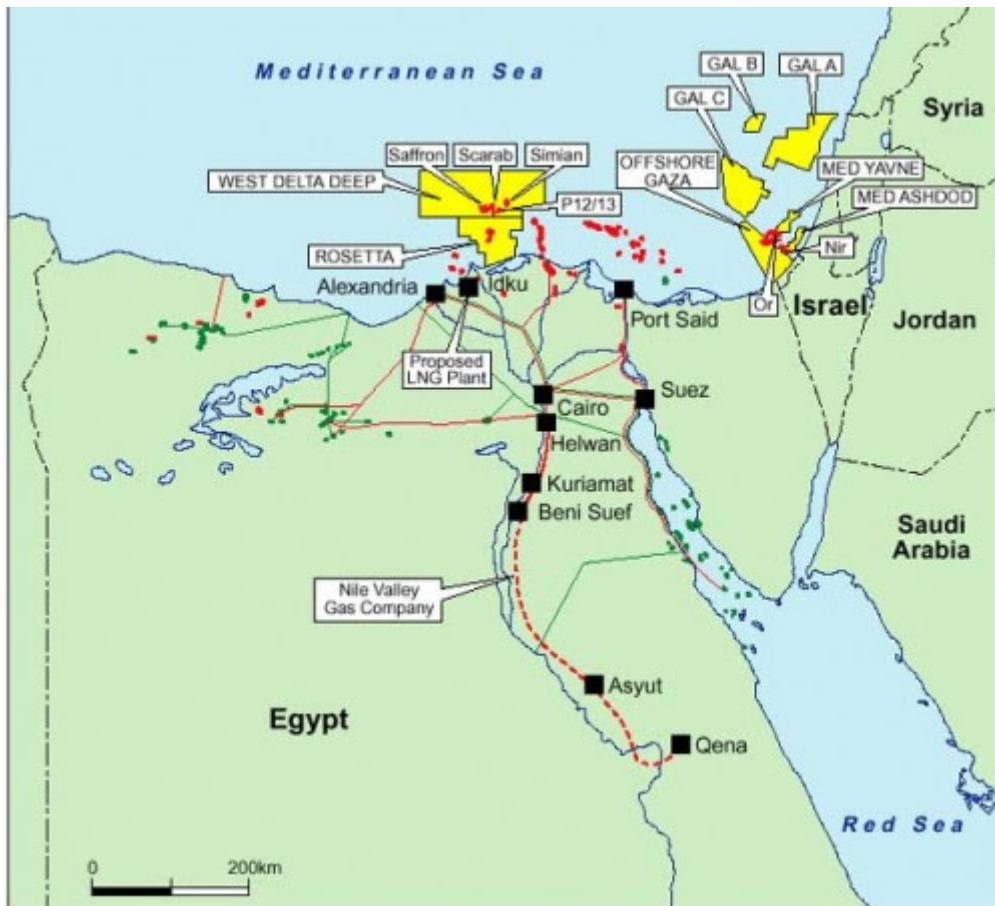 Mediterranean Sea
GAL B
GAL A
GAL C
Syria
Saffron
Scarab
Simian
OFFSHORE
GAZA
MED YAVNE
WEST DELTA DEEP
P12/13
MED ASHDOD
ROSETTA
Nir
Alexandria
Idku
Or
Israel
Port Said
Jordan
Proposed
LNG Plant
Cairo
Suez
Helwan
Kuriamat
Beni Suef
Saudi
Arabia
Nile Valley
Gas Company
Asyut
Egypt
Qena
Red Sea
0
200km